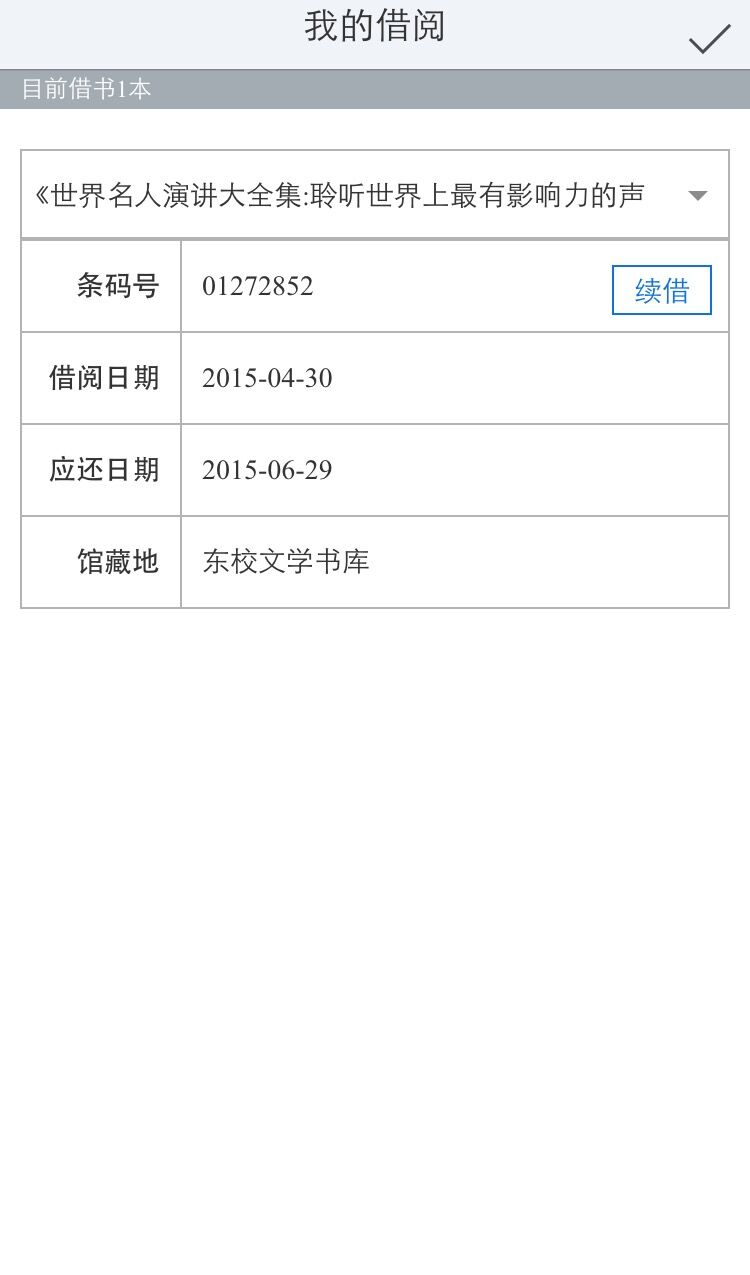 我的借阅
目前借书1本
《世界名人演讲大全集:聆听世界上最有影响力的声
条码号 01272852 续借
借阅日期 2015-04-30
应还日期 2015-06-29
馆藏地 东校文学书库